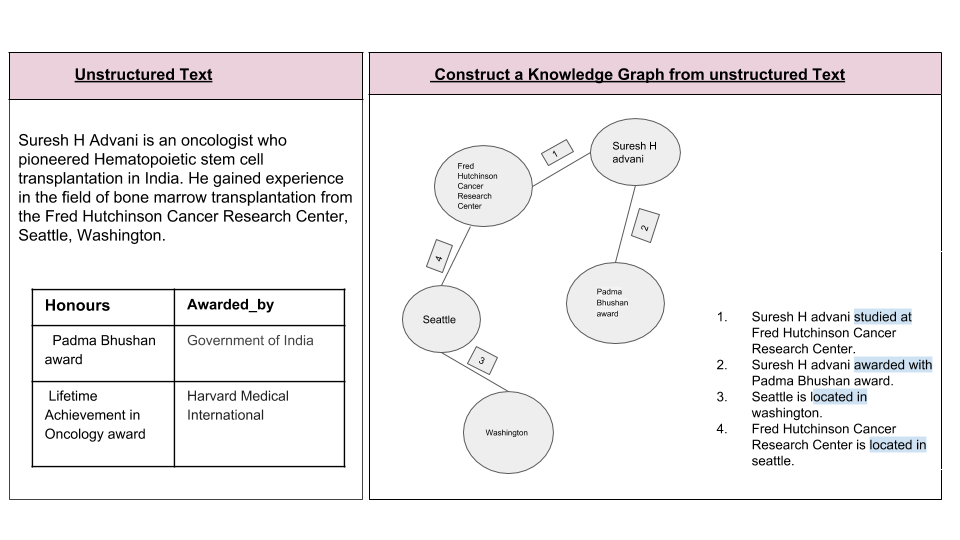 Unstructured Text
Suresh H Advani is an oncologist who
pioneered Hematopoietic stem cell
transplantation in India. He gained experience
in the field of bone marrow transplantation from
the Fred Hutchinson Cancer Research Center,
Seattle, Washington.
Honours
Awarded_by
Padma Bhushan
award
Government of India
Lifetime
Achievement in
Oncology award
Harvard Medical
International
Construct a Knowledge Graph from unstructured Text
Fred
Hutchinson
Cancer
Research
Center
1
Suresh H
advani
2
4
Padma
Bhushan
award
Seattle
3
Washington
1. Suresh H advani studied at
Fred Hutchinson Cancer
Research Center.
2. Suresh H advani awarded with
Padma Bhushan award.
3. Seattle is located in
washington.
4. Fred Hutchinson Cancer
Research Center is located in
seattle.